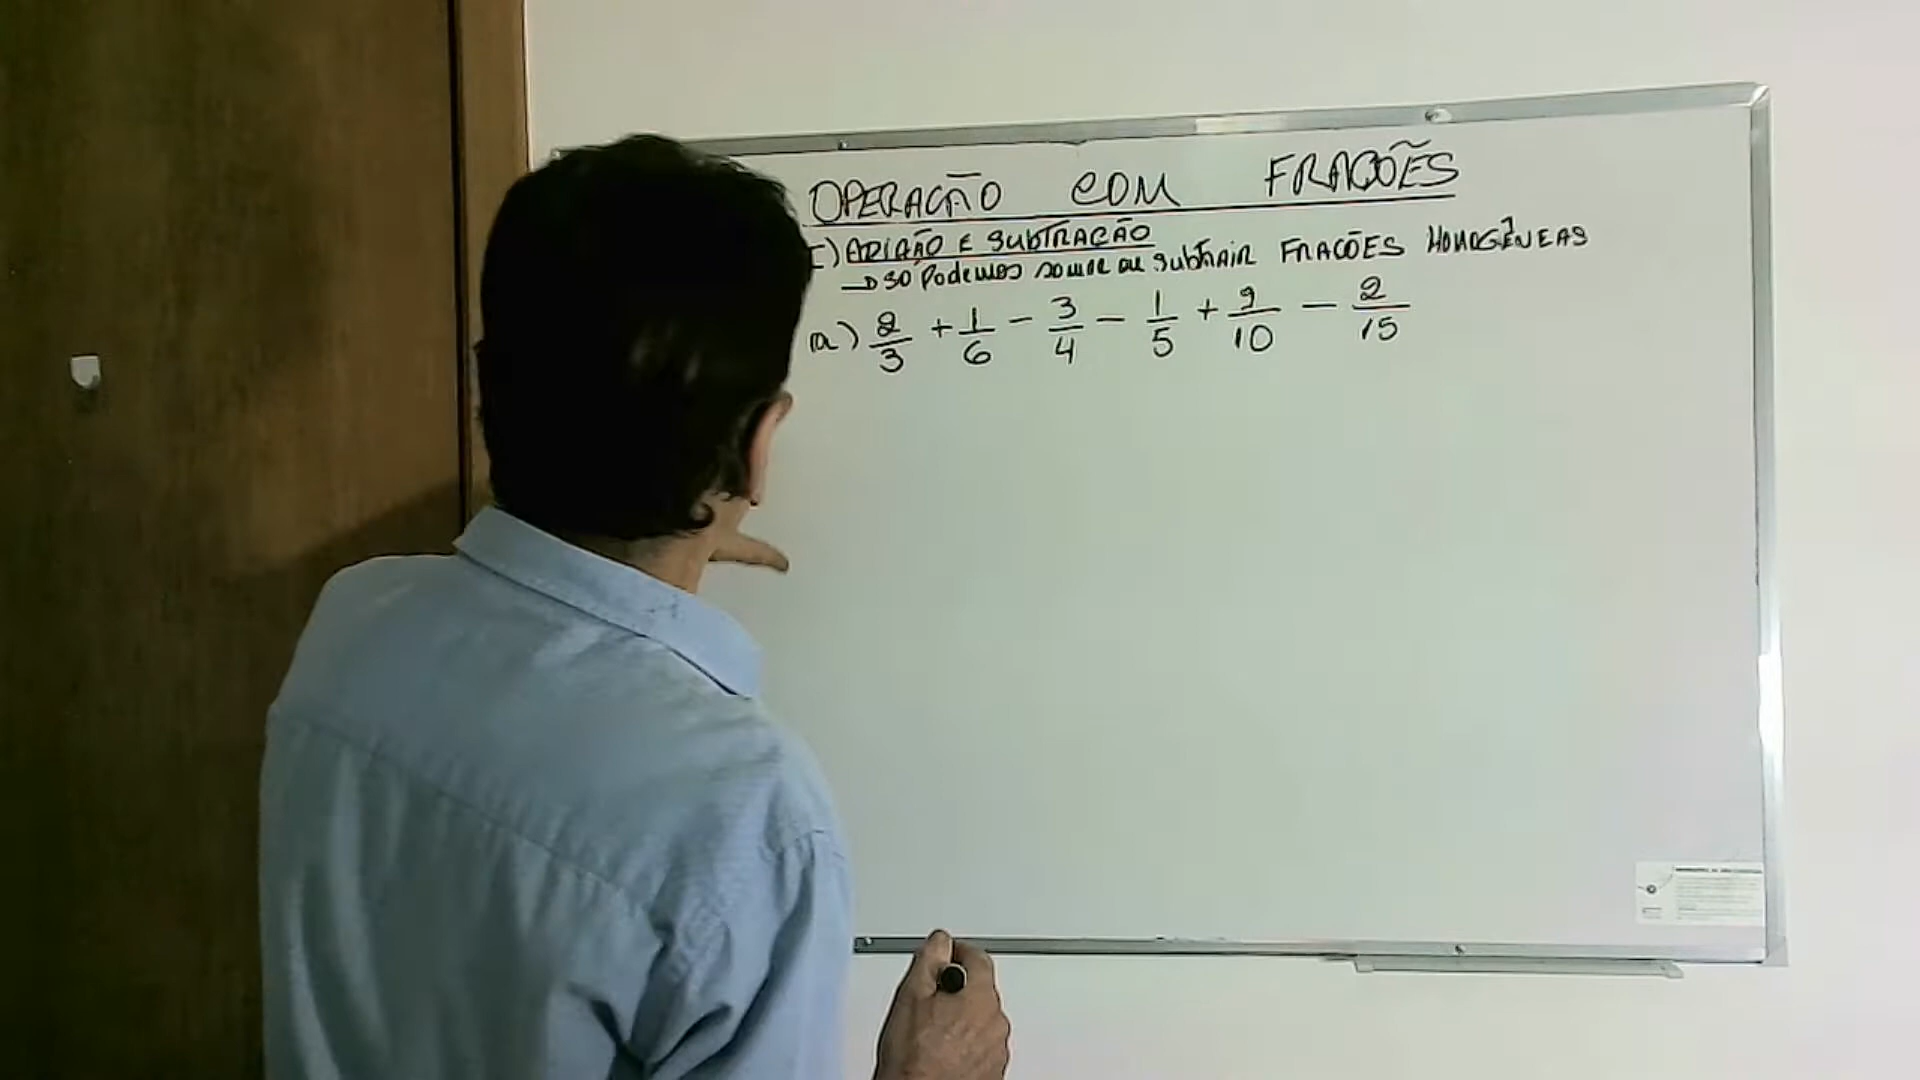 OPERAÇÃO COM FRAÇÕES
I) ADIÇÃO E SUBTRAÇÃO
→ SÓ Podemos somar ou subtrair FRAÇÕES HOMOGÊNEAS
a) 2/3 + 1/6 - 3/4 - 1/5 + 9/10 - 2/15